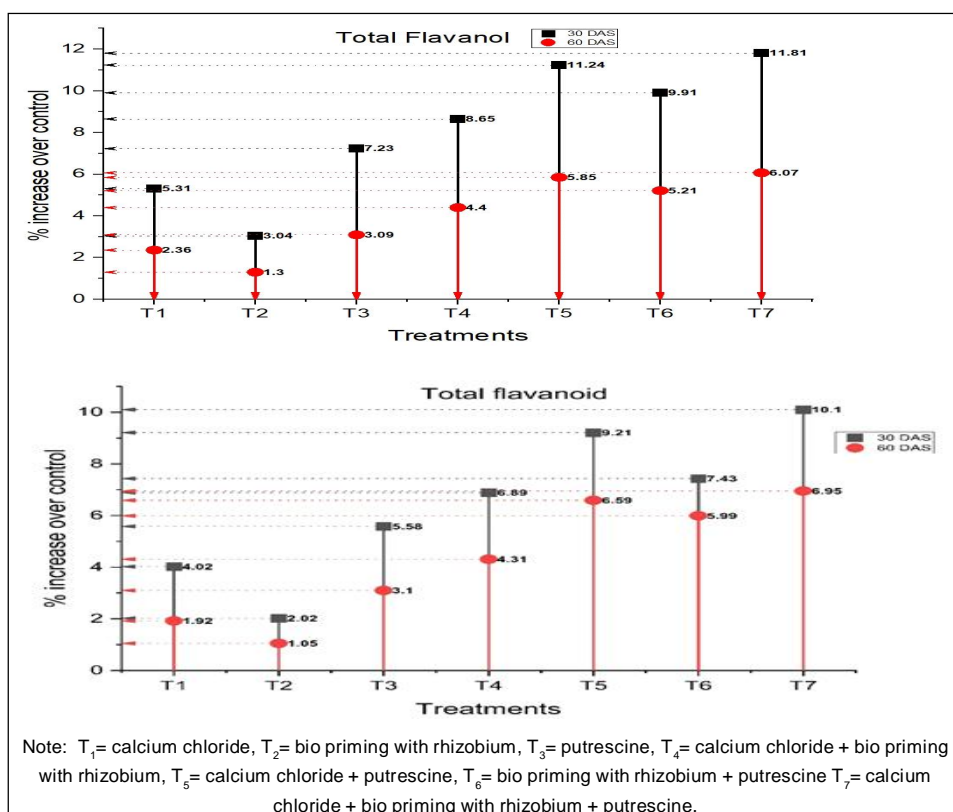 Total Flavanol
30 DAS
60 DAS
% increase over control
12
10
8
6
4
2
0
11.81
11.24
9.91
8.65
7.23
5.31
3.04
6.07
5.85
5.21
4.4
3.09
2.36
1.3
T1 T2 T3 T4 T5 T6 T7
Treatments
Total flavanoid
30 DAS
60 DAS
% increase over control
10
8
6
4
2
0
10.1
9.21
7.43
6.89
5.58
4.02
2.02
6.95
6.59
5.99
4.31
3.1
1.92
1.05
T1 T2 T3 T4 T5 T6 T7
Treatments
Note: T1= calcium chloride, T2= bio priming with rhizobium, T3= putrescine, T4= calcium chloride + bio priming
with rhizobium, T5= calcium chloride + putrescine, T6= bio priming with rhizobium + putrescine T7= calcium
chloride + bio priming with rhizobium + putrescine.